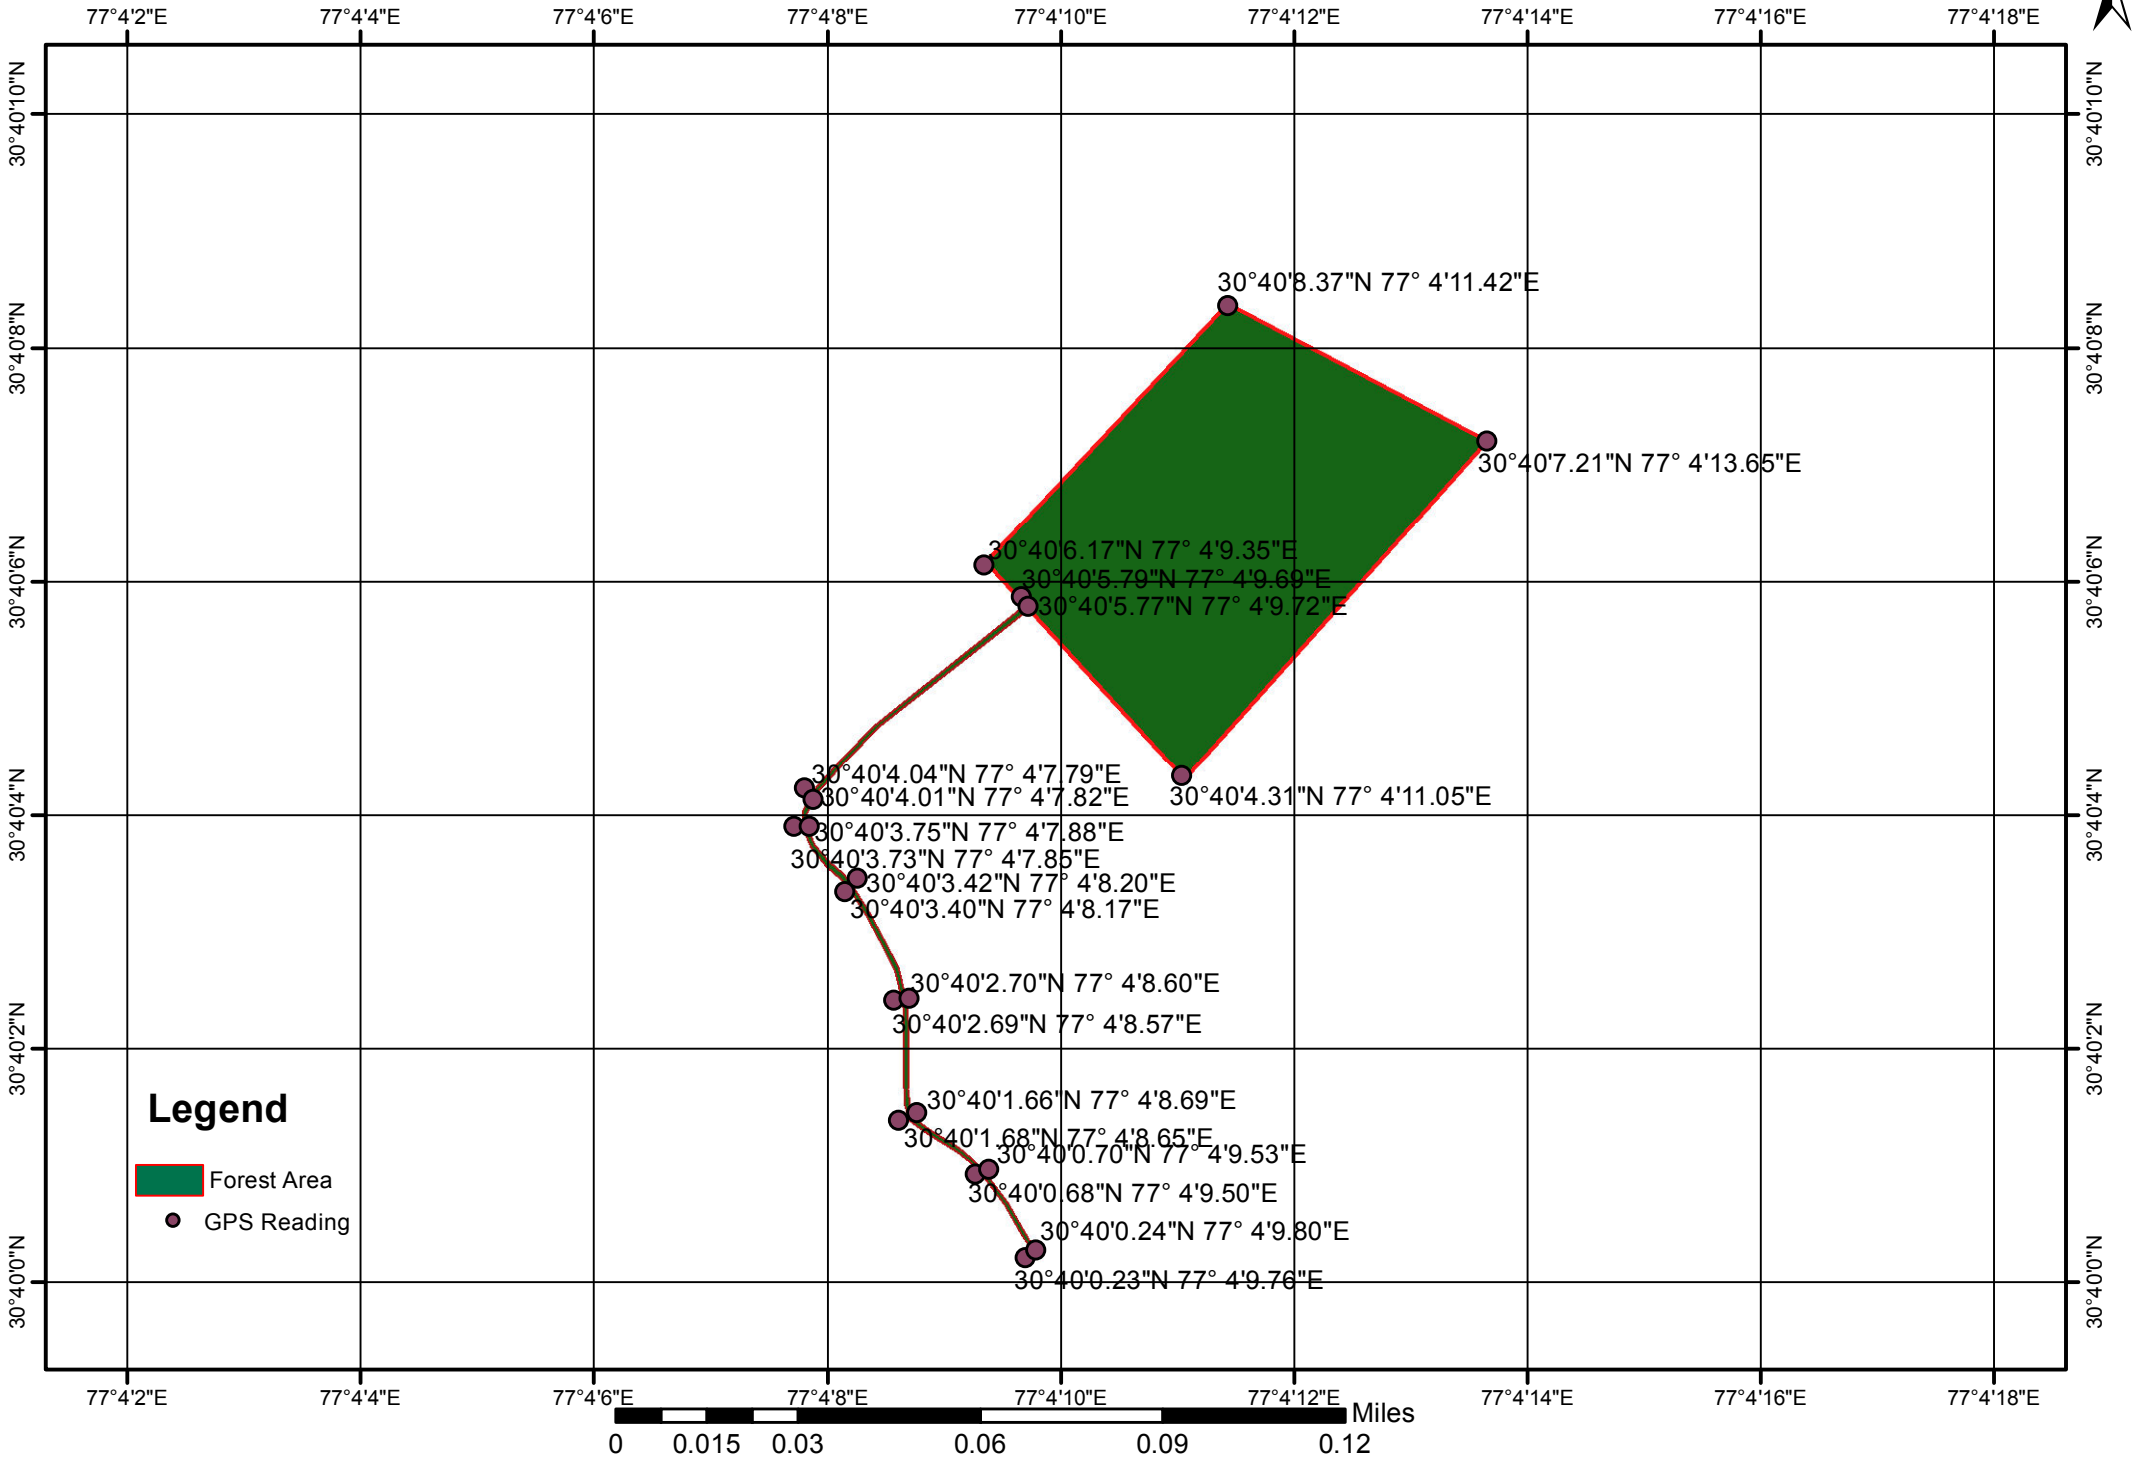 77°4'2"E 77°4'4"E 77°4'6"E 77°4'8"E 77°4'10"E 77°4'12"E 77°4'14"E 77°4'16"E 77°4'18"E
30°40'10"N 30°40'10"N
30°40'8.37"N 77° 4'11.42"E
30°40'8"N 30°40'8"N
30°40'7.21"N 77° 4'13.65"E
30°40'6.17"N 77° 4'9.35"E
30°40'6"N 30°40'6"N
30°40'5.79"N 77° 4'9.69"E
30°40'5.77"N 77° 4'9.72"E
30°40'4.04"N 77° 4'7.79"E
30°40'4.01"N 77° 4'7.82"E
30°40'4.31"N 77° 4'11.05"E
30°40'4"N 30°40'4"N
30°40'3.75"N 77° 4'7.88"E
30°40'3.73"N 77° 4'7.85"E
30°40'3.42"N 77° 4'8.20"E
30°40'3.40"N 77° 4'8.17"E
30°40'2.70"N 77° 4'8.60"E
30°40'2.69"N 77° 4'8.57"E
30°40'2"N 30°40'2"N
30°40'1.66"N 77° 4'8.69"E
30°40'1.68"N 77° 4'8.65"E
30°40'0.70"N 77° 4'9.53"E
30°40'0.68"N 77° 4'9.50"E
30°40'0.24"N 77° 4'9.80"E
30°40'0.23"N 77° 4'9.76"E
30°40'0"N 30°40'0"N
Legend
Forest Area
GPS Reading
77°4'2"E 77°4'4"E 77°4'6"E 77°4'8"E 77°4'10"E 77°4'12"E 77°4'14"E 77°4'16"E 77°4'18"E
Miles
0 0.015 0.03 0.06 0.09 0.12